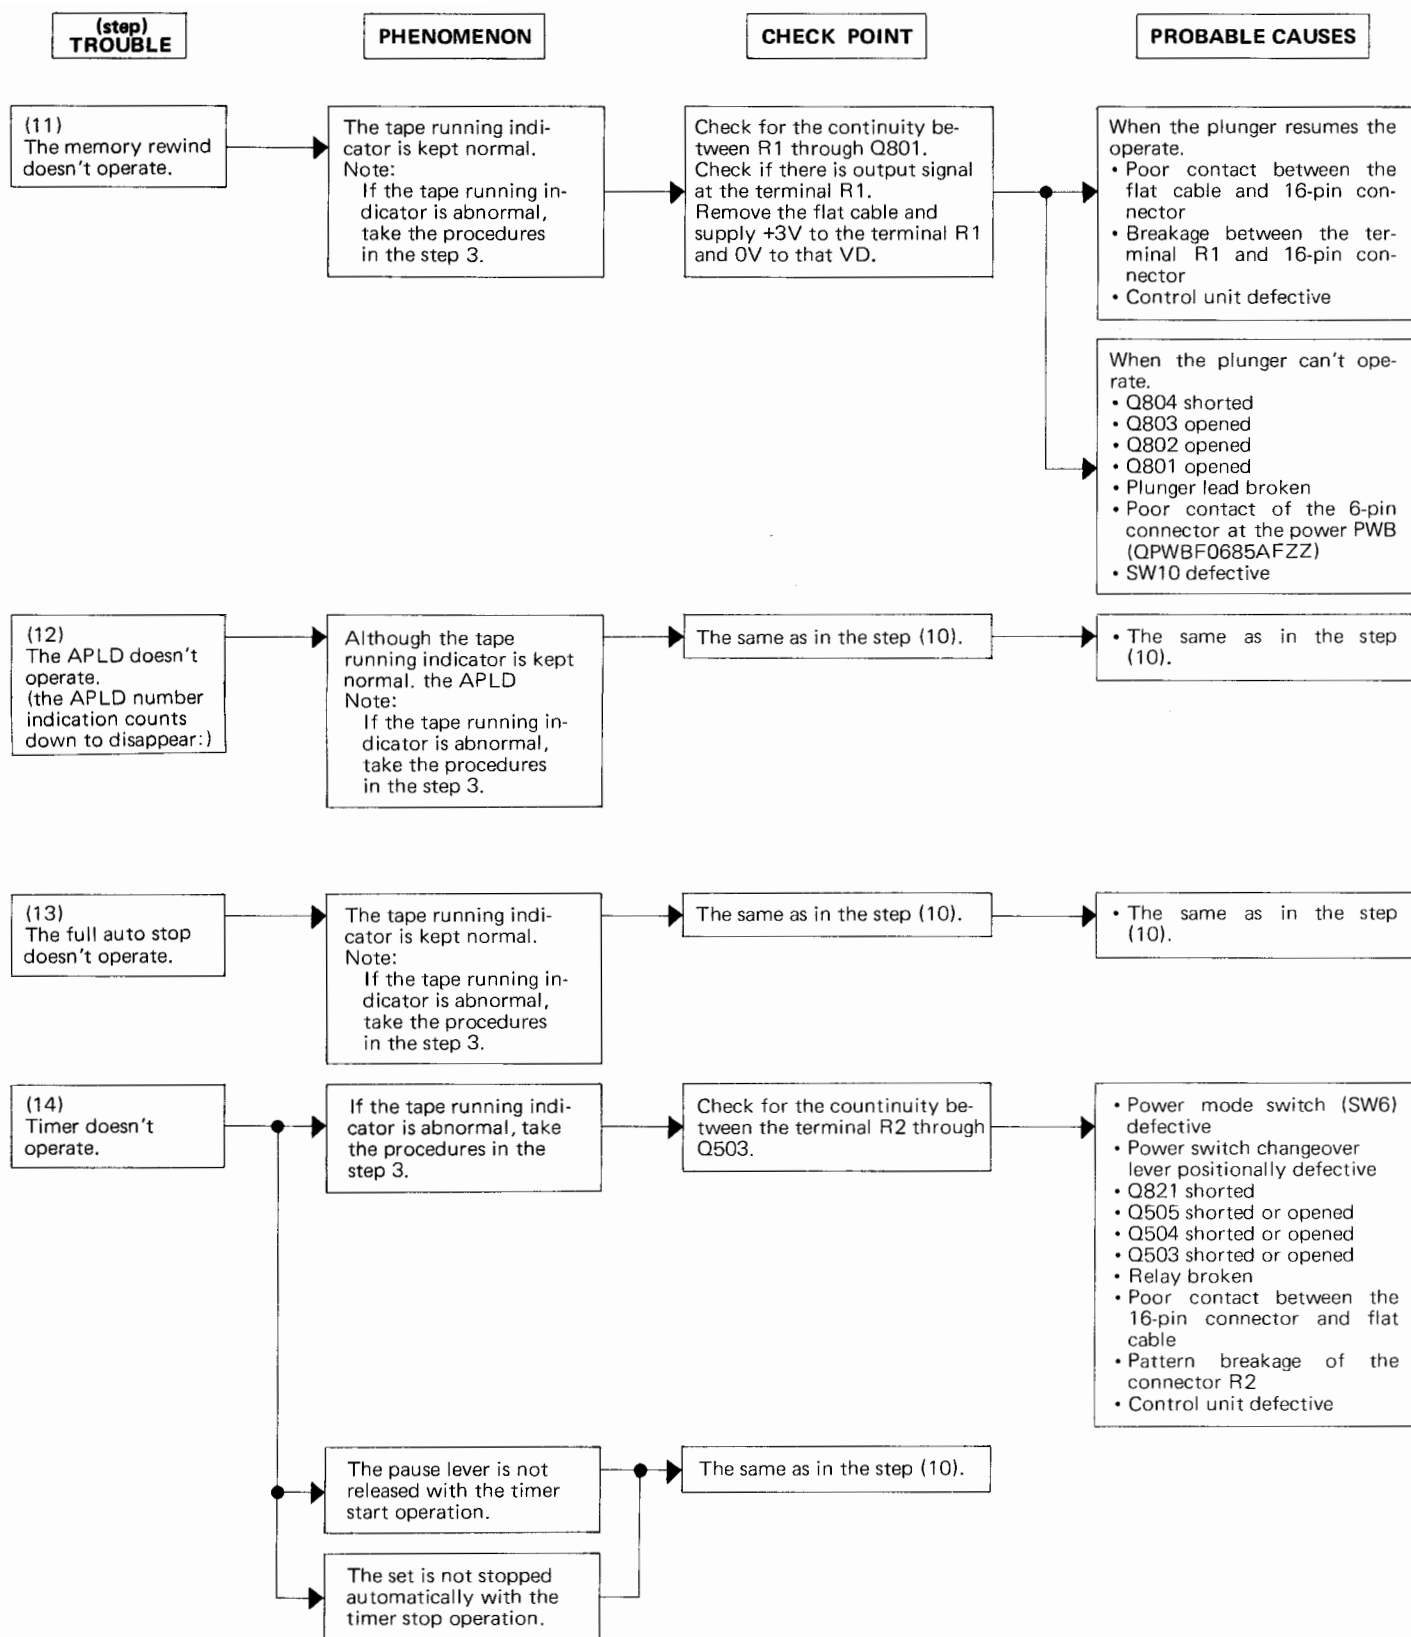 (step)
TROUBLE
PHENOMENON
CHECK POINT
PROBABLE CAUSES
(11)
The memory rewind
doesn't operate.
The tape running indi-
cator is kept normal.
Note:
If the tape running in-
dicator is abnormal,
take the procedures
in the step 3.
Check for the continuity be-
tween R1 through Q801.
Check if there is output signal
at the terminal R1.
Remove the flat cable and
supply +3V to the terminal R1
and 0V to that VD.
When the plunger resumes the
operate.
• Poor contact between the
flat cable and 16-pin con-
nector
• Breakage between the ter-
minal R1 and 16-pin con-
nector
• Control unit defective
When the plunger can't ope-
rate.
• Q804 shorted
• Q803 opened
• Q802 opened
• Q801 opened
• Plunger lead broken
• Poor contact of the 6-pin
connector at the power PWB
(QPWBF0685AFZZ)
• SW10 defective
(12)
The APLD doesn't
operate.
(the APLD number
indication counts
down to disappear:)
Although the tape
running indicator is kept
normal. the APLD
Note:
If the tape running in-
dicator is abnormal,
take the procedures
in the step 3.
The same as in the step (10).
• The same as in the step
(10).
(13)
The full auto stop
doesn't operate.
The tape running indi-
cator is kept normal.
Note:
If the tape running in-
dicator is abnormal,
take the procedures
in the step 3.
The same as in the step (10).
• The same as in the step
(10).
(14)
Timer doesn't
operate.
If the tape running indi-
cator is abnormal, take
the procedures in the
step 3.
Check for the countinuity be-
tween the terminal R2 through
Q503.
• Power mode switch (SW6)
defective
• Power switch changeover
lever positionally defective
• Q821 shorted
• Q505 shorted or opened
• Q504 shorted or opened
• Q503 shorted or opened
• Relay broken
• Poor contact between the
16-pin connector and flat
cable
• Pattern breakage of the
connector R2
• Control unit defective
The pause lever is not
released with the timer
start operation.
The same as in the step (10).
The set is not stopped
automatically with the
timer stop operation.